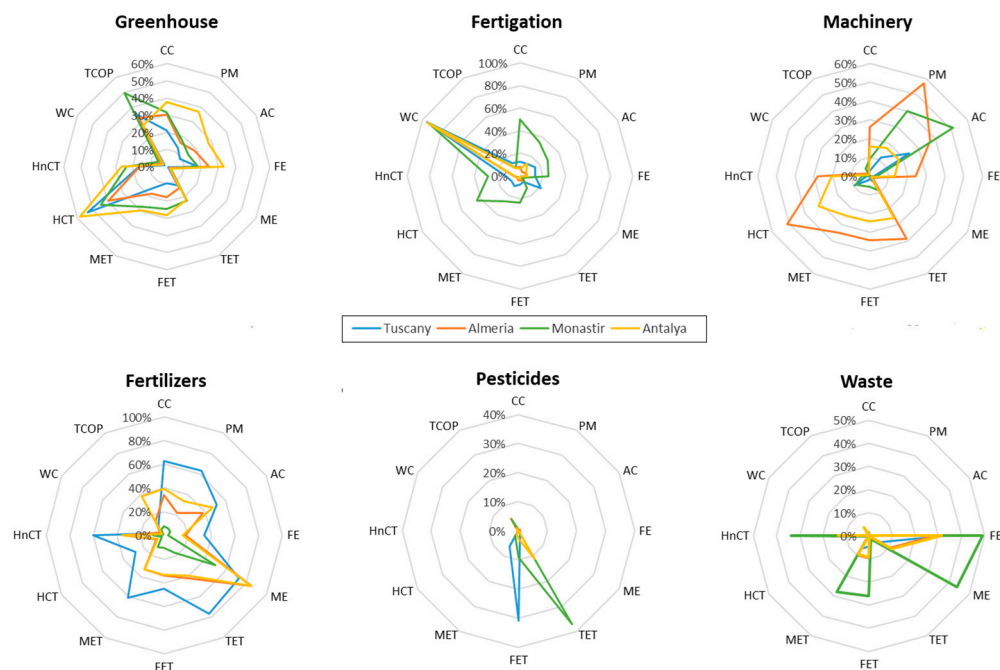 Greenhouse
CC
PM
AC
FE
ME
TET
FET
MET
HCT
HnCT
WC
TCOP
60%
50%
40%
30%
20%
10%
0%
Fertigation
CC
PM
AC
FE
ME
TET
FET
MET
HCT
HnCT
WC
TCOP
100%
80%
60%
40%
20%
0%
Machinery
CC
PM
AC
FE
ME
TET
FET
MET
HCT
HnCT
WC
TCOP
60%
50%
40%
30%
20%
10%
0%
Tuscany Almeria Monastir Antalya
Fertilizers
CC
PM
AC
FE
ME
TET
FET
MET
HCT
HnCT
WC
TCOP
100%
80%
60%
40%
20%
0%
Pesticides
CC
PM
AC
FE
ME
TET
FET
MET
HCT
HnCT
WC
TCOP
40%
30%
20%
10%
0%
Waste
CC
PM
AC
FE
ME
TET
FET
MET
HCT
HnCT
WC
TCOP
50%
40%
30%
20%
10%
0%